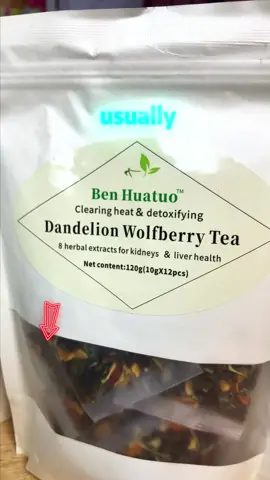 usually
Ben Huatuo™
Clearing heat & detoxifying
Dandelion Wolfberry Tea
8 herbal extracts for kidneys & liver health
Net content:120g(10gX12pcs)